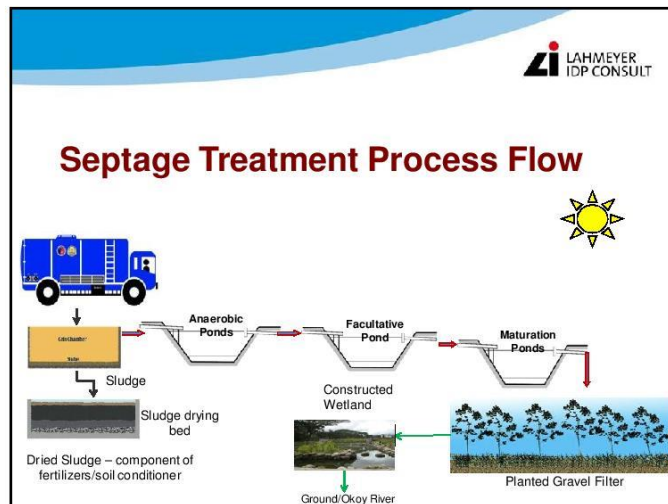 LAHMEYER
IDP CONSULT
Septage Treatment Process Flow
Anaerobic
Ponds
Facultative
Pond
Maturation
Ponds
Sludge
Sludge drying
bed
Constructed
Wetland
Dried Sludge – component of
fertilizers/soil conditioner
Planted Gravel Filter
Ground/Okoy River